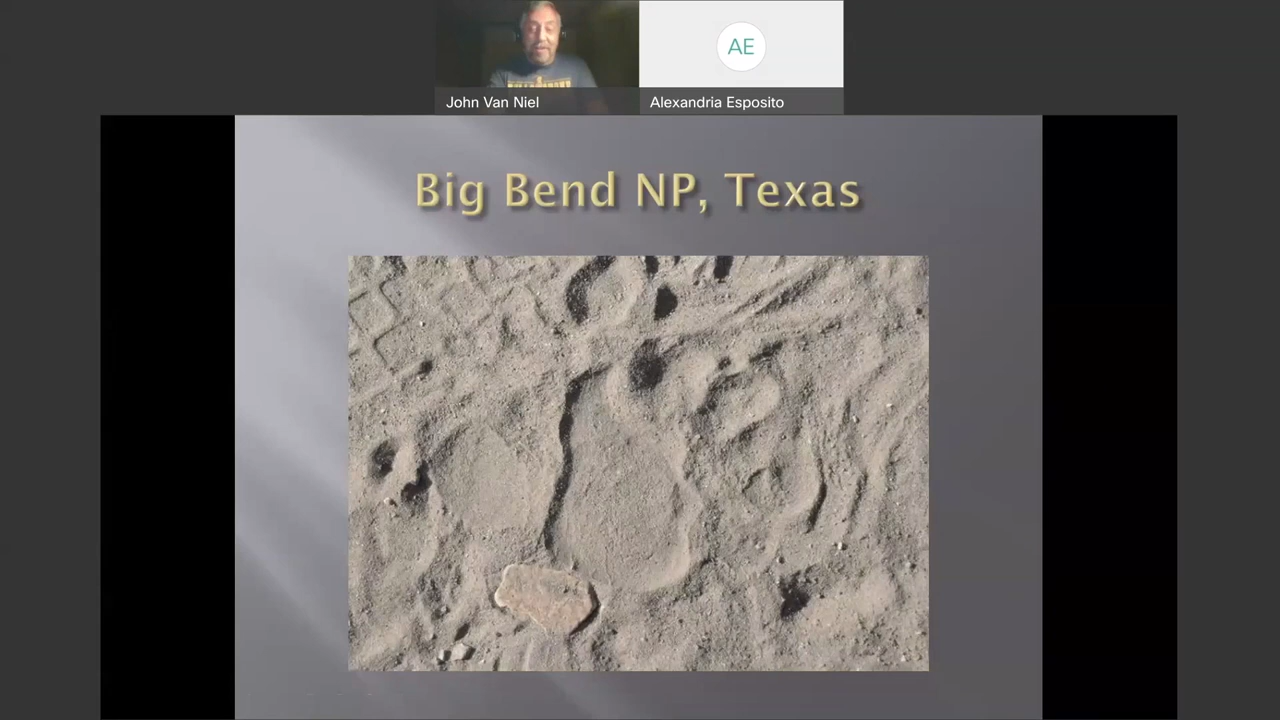 AE
John Van Niel
Alexandria Esposito
Big Bend NP, Texas